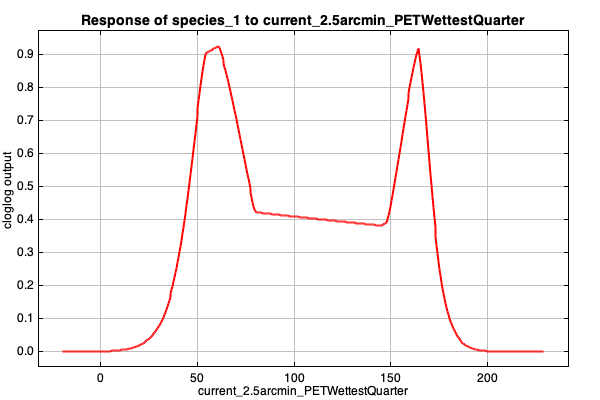 Response of species_1 to current_2.5arcmin_PETWettestQuarter
0.9
0.8
0.7
0.6
0.5
0.4
0.3
0.2
0.1
0.0
cloglog output
0 50 100 150 200
current_2.5arcmin_PETWettestQuarter